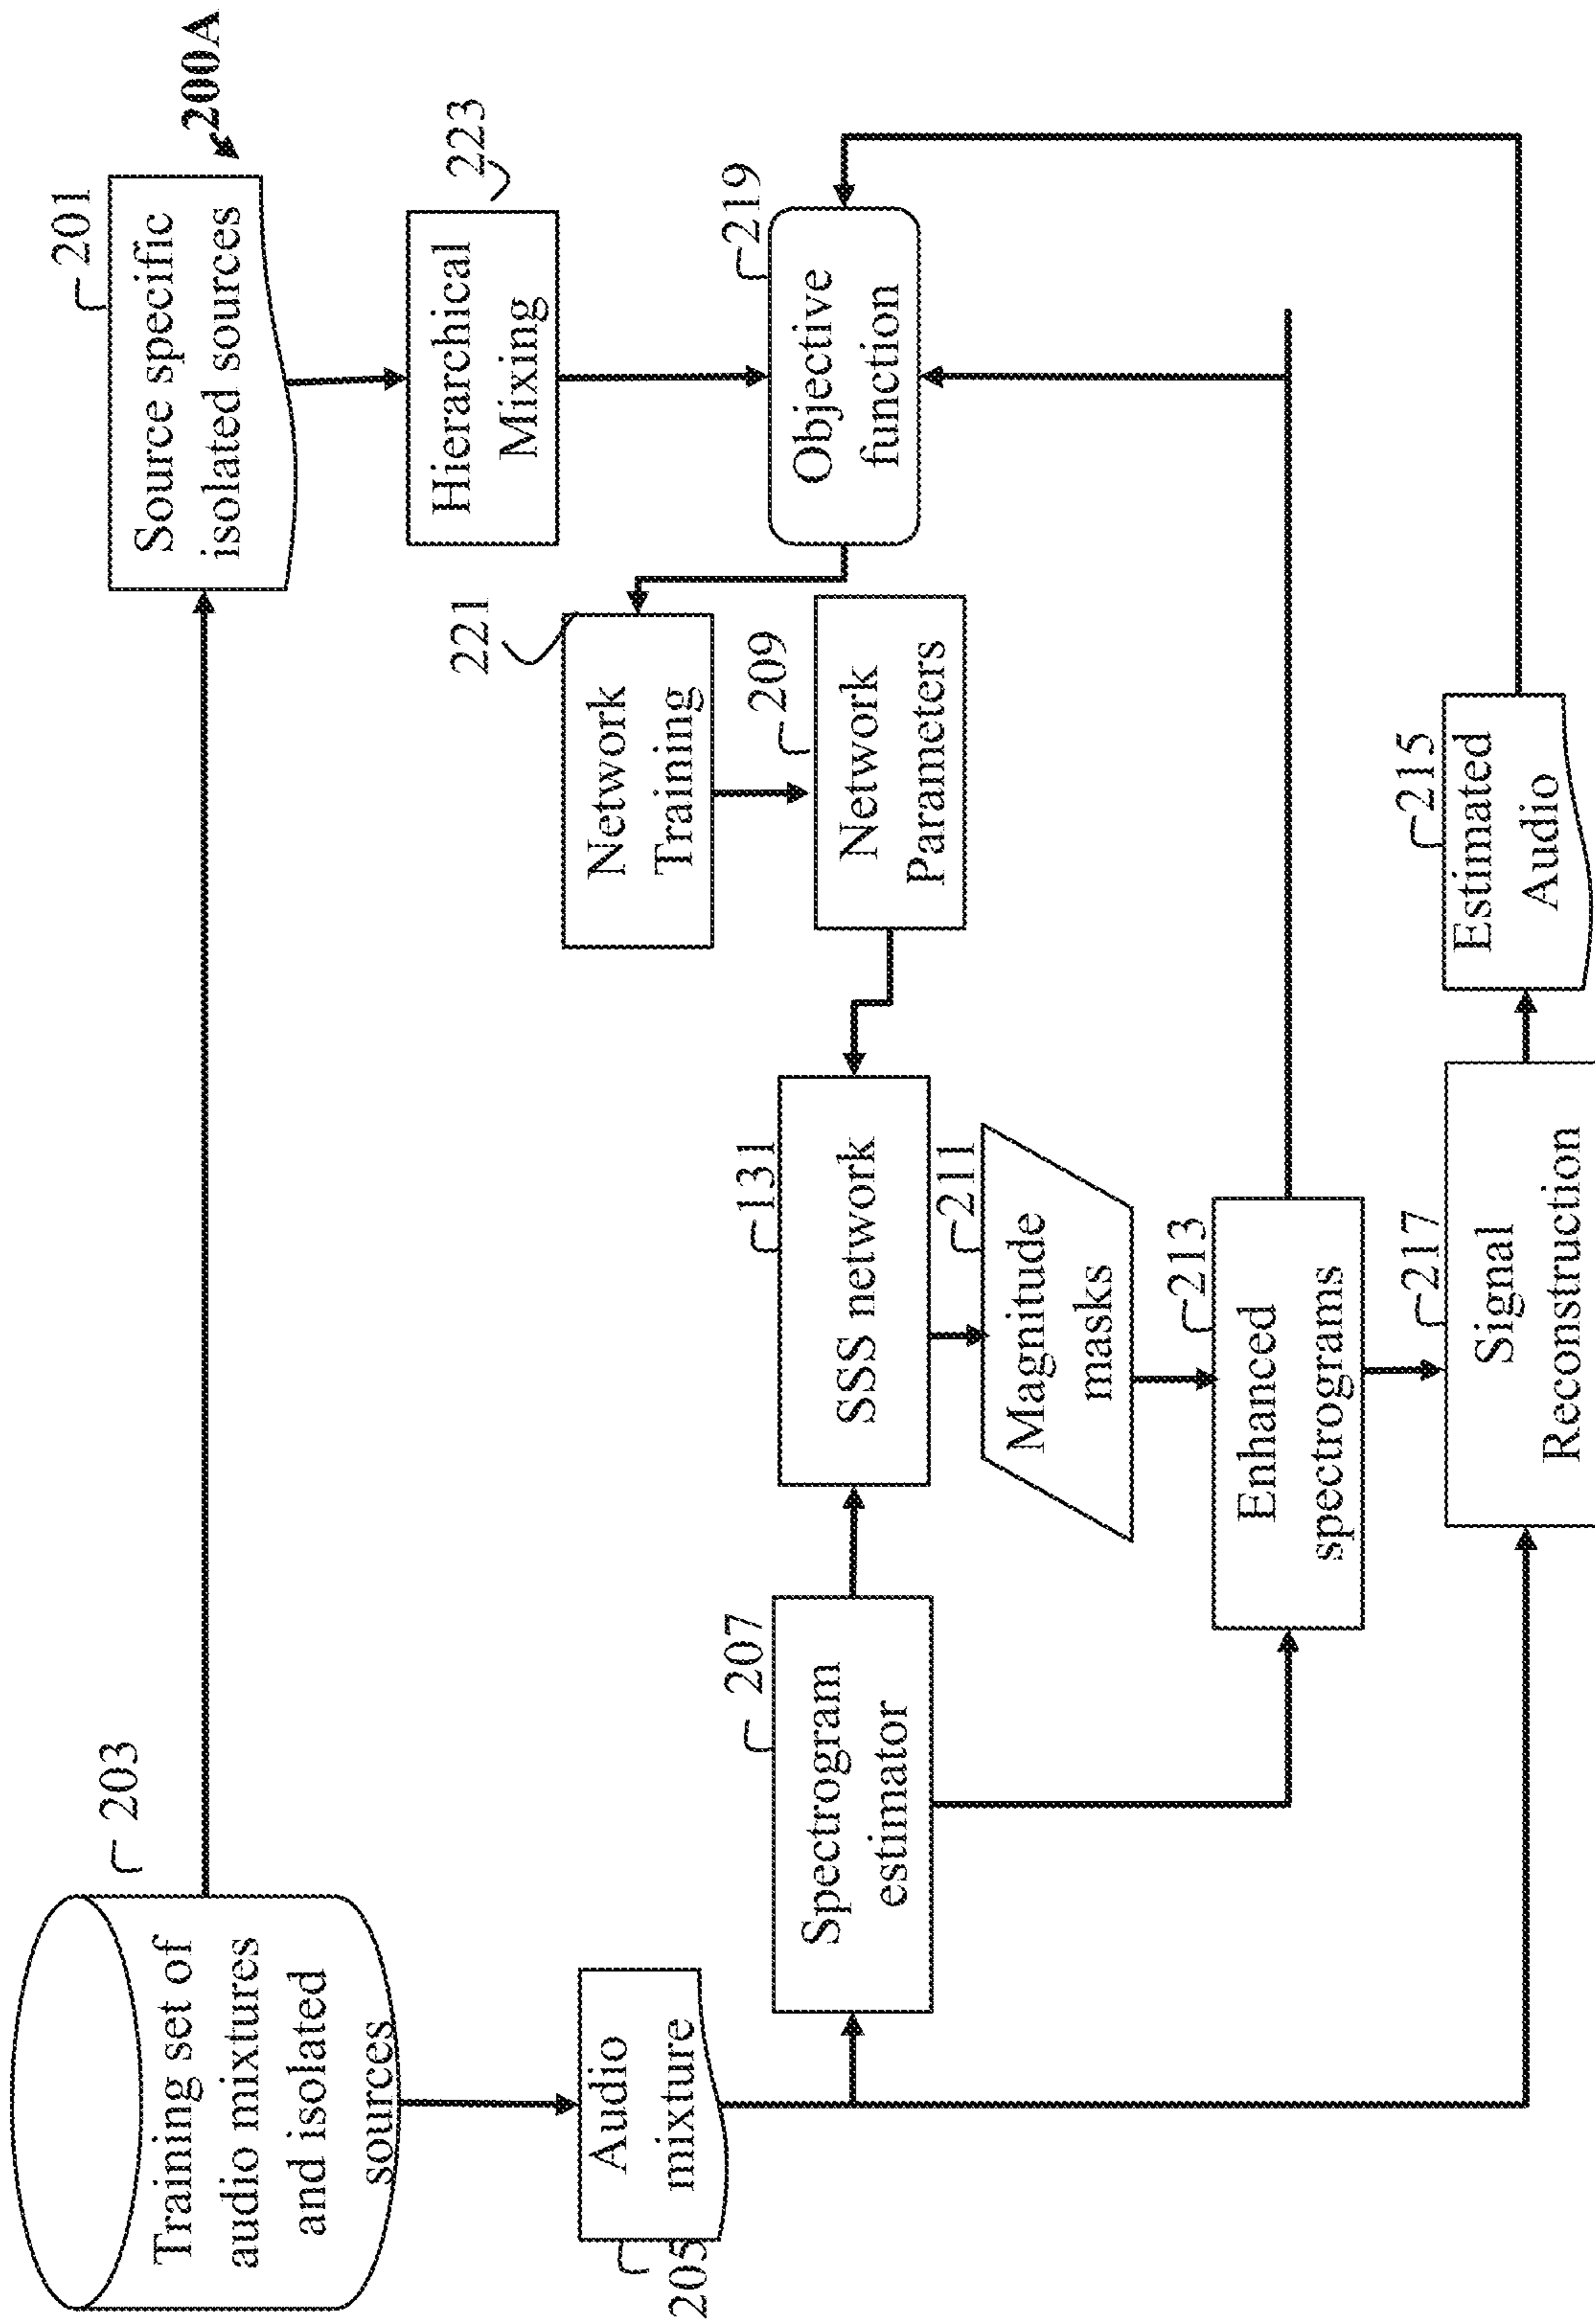 200A
203
Training set of
audio mixtures
and isolated
sources
201
Source specific
isolated sources
223
Hierarchical
Mixing
205
Audio
mixture
221
Network
Training
219
Objective
function
209
Network
Parameters
207
Spectrogram
estimator
131
SSS network
211
Magnitude
masks
213
Enhanced
spectrograms
217
Signal
Reconstruction
215
Estimated
Audio